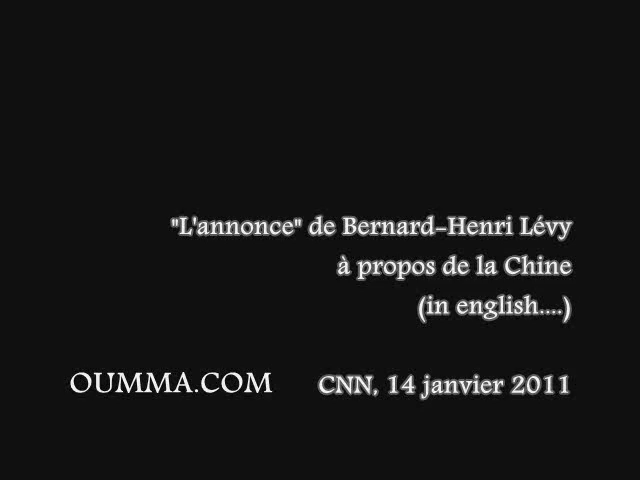 "L'annonce" de Bernard-Henri Lévy
à propos de la Chine
(in english....)
OUMMA.COM CNN, 14 janvier 2011